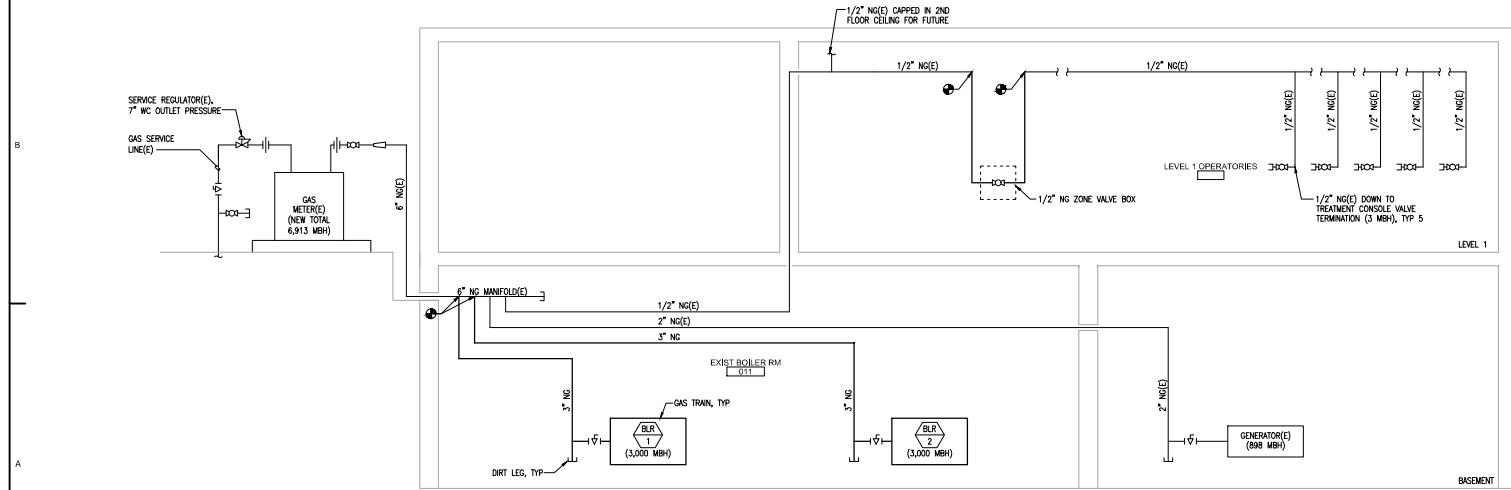 1/2" NG(E) CAPPED IN 2ND
FLOOR CEILING FOR FUTURE
1/2" NG(E)
1/2" NG(E)
SERVICE REGULATOR(E),
7" WC OUTLET PRESSURE
GAS SERVICE
LINE(E)
B
GAS
METER(E)
(NEW TOTAL
6,913 MBH)
6" NG(E)
1/2" NG(E)
1/2" NG(E)
1/2" NG(E)
1/2" NG(E)
1/2" NG(E)
LEVEL 1 OPERATORIES
1/2" NG ZONE VALVE BOX
1/2" NG(E) DOWN TO
TREATMENT CONSOLE VALVE
TERMINATION (3 MBH), TYP 5
LEVEL 1
6" NG MANIFOLD(E)
1/2" NG(E)
2" NG(E)
3" NG
EXIST BOILER RM
011
3" NG
GAS TRAIN, TYP
3" NG
2" NG(E)
BLR
1
(3,000 MBH)
BLR
2
(3,000 MBH)
GENERATOR(E)
(898 MBH)
A
DIRT LEG, TYP
BASEMENT